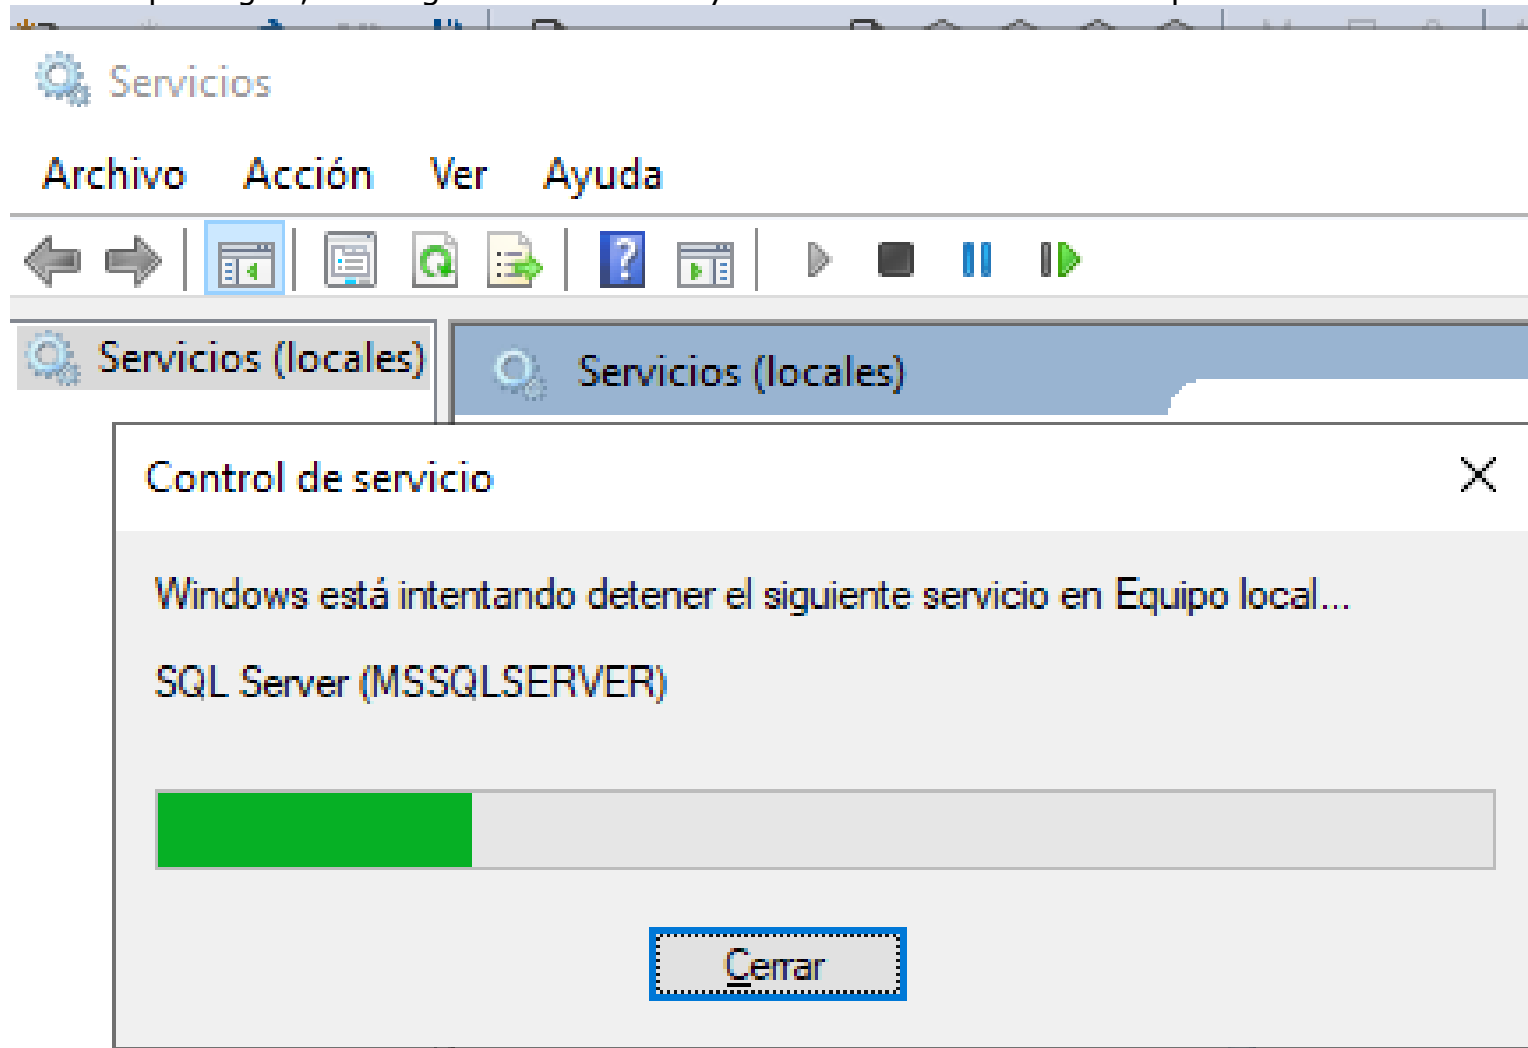 Servicios
Archivo Acción Ver Ayuda
Servicios (locales)
Servicios (locales)
Control de servicio
Windows está intentando detener el siguiente servicio en Equipo local...
SQL Server (MSSQLSERVER)
Cerrar